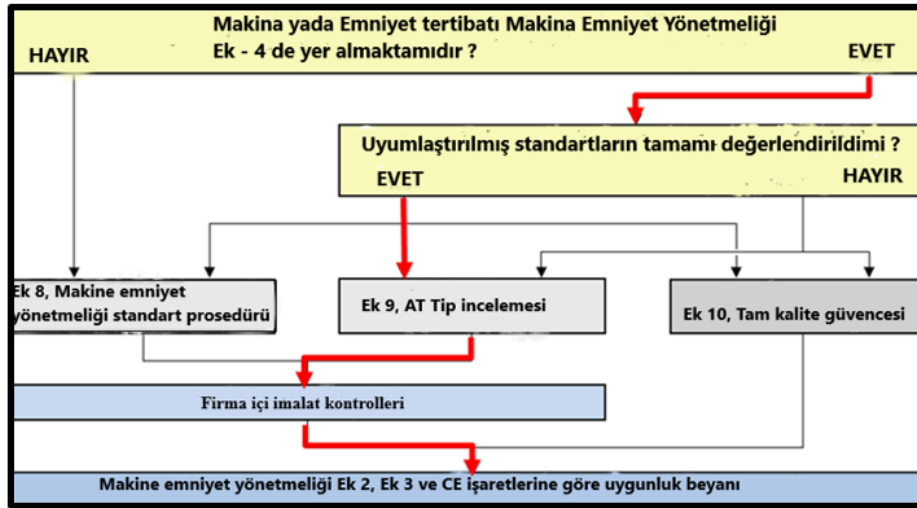 Makina yada Emniyet tertibatı Makina Emniyet Yönetmeliği
Ek - 4 de yer almaktamıdır ?
HAYIR
EVET
Uyumlaştırılmış standartların tamamı değerlendirildimi ?
EVET
HAYIR
Ek 8, Makine emniyet
yönetmeliği standart prosedürü
Ek 9, AT Tip incelemesi
Ek 10, Tam kalite güvencesi
Firma içi imalat kontrolleri
Makine emniyet yönetmeliği Ek 2, Ek 3 ve CE işaretlerine göre uygunluk beyanı